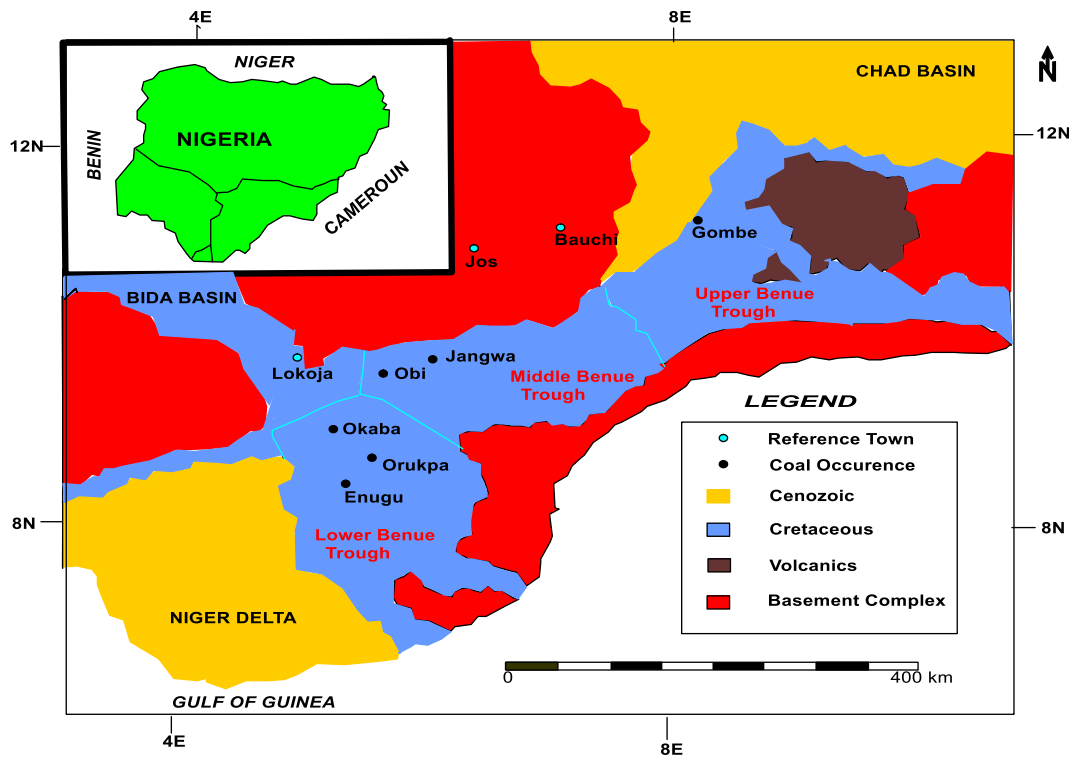 4E
8E
NIGER
CHAD BASIN
N
12N
12N
BENIN
NIGERIA
CAMEROUN
Bauchi
Gombe
Jos
BIDA BASIN
Upper Benue
Trough
Lokoja
Jangwa
Obi
Middle Benue
Trough
LEGEND
Okaba
Reference Town
Orukpa
Coal Occurence
Enugu
Cenozoic
8N
Cretaceous
8N
Lower Benue
Trough
Volcanics
Basement Complex
NIGER DELTA
0
400 km
GULF OF GUINEA
4E
8E